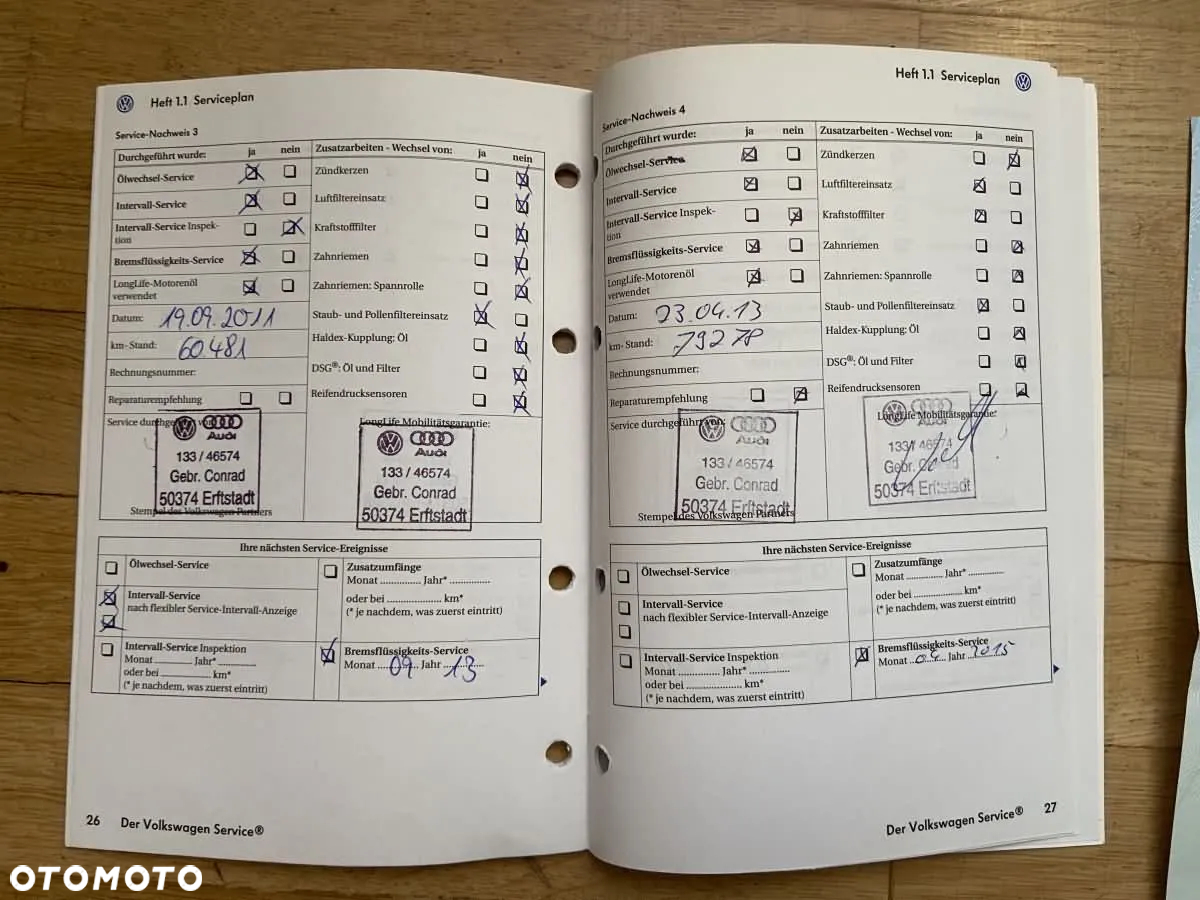 Heft 1.1 Serviceplan
Service-Nachweis 3
Durchgeführt wurde: ja nein
Ölwechsel-Service
Intervall-Service
Intervall-Service Inspek-
tion
Bremsflüssigkeits-Service
LongLife-Motorenöl
verwendet
Datum: 19.09.2011
km-Stand: 60.481
Rechnungsnummer:
Reparaturempfehlung
Zusatzarbeiten - Wechsel von: ja nein
Zündkerzen
Luftfiltereinsatz
Kraftstofffilter
Zahnriemen
Zahnriemen: Spannrolle
Staub- und Pollenfiltereinsatz
Haldex-Kupplung: Öl
DSG®: Öl und Filter
Reifendrucksensoren
Service durchgeführt von:
Audi
133 / 46574
Gebr. Conrad
50374 Erftstadt
Stempel des Volkswagen Partners
LongLife Mobilitätsgarantie:
Audi
133 / 46574
Gebr. Conrad
50374 Erftstadt
Ihre nächsten Service-Ereignisse
Ölwechsel-Service
Intervall-Service
nach flexibler Service-Intervall-Anzeige
Intervall-Service Inspektion
Monat ............ Jahr* ............
oder bei .................... km*
(* je nachdem, was zuerst eintritt)
Zusatzumfänge
Monat ............ Jahr* ............
oder bei .................... km*
(* je nachdem, was zuerst eintritt)
Bremsflüssigkeits-Service
Monat 09 Jahr 13
26 Der Volkswagen Service®
Heft 1.1 Serviceplan
Service-Nachweis 4
Durchgeführt wurde: ja nein
Ölwechsel-Service
Intervall-Service
Intervall-Service Inspek-
tion
Bremsflüssigkeits-Service
LongLife-Motorenöl
verwendet
Datum: 23.04.13
km-Stand: 79278
Rechnungsnummer:
Reparaturempfehlung
Zusatzarbeiten - Wechsel von: ja nein
Zündkerzen
Luftfiltereinsatz
Kraftstofffilter
Zahnriemen
Zahnriemen: Spannrolle
Staub- und Pollenfiltereinsatz
Haldex-Kupplung: Öl
DSG®: Öl und Filter
Reifendrucksensoren
Service durchgeführt von:
Audi
133 / 46574
Gebr. Conrad
50374 Erftstadt
Stempel des Volkswagen Partners
LongLife Mobilitätsgarantie:
Audi
133/ 46574
Gebr. Conrad
50374 Erftstadt
Ihre nächsten Service-Ereignisse
Ölwechsel-Service
Intervall-Service
nach flexibler Service-Intervall-Anzeige
Intervall-Service Inspektion
Monat ............ Jahr* ............
oder bei .................... km*
(* je nachdem, was zuerst eintritt)
Zusatzumfänge
Monat ............ Jahr* ............
oder bei .................... km*
(* je nachdem, was zuerst eintritt)
Bremsflüssigkeits-Service
Monat 04 Jahr 2015
Der Volkswagen Service® 27
OTOMOTO